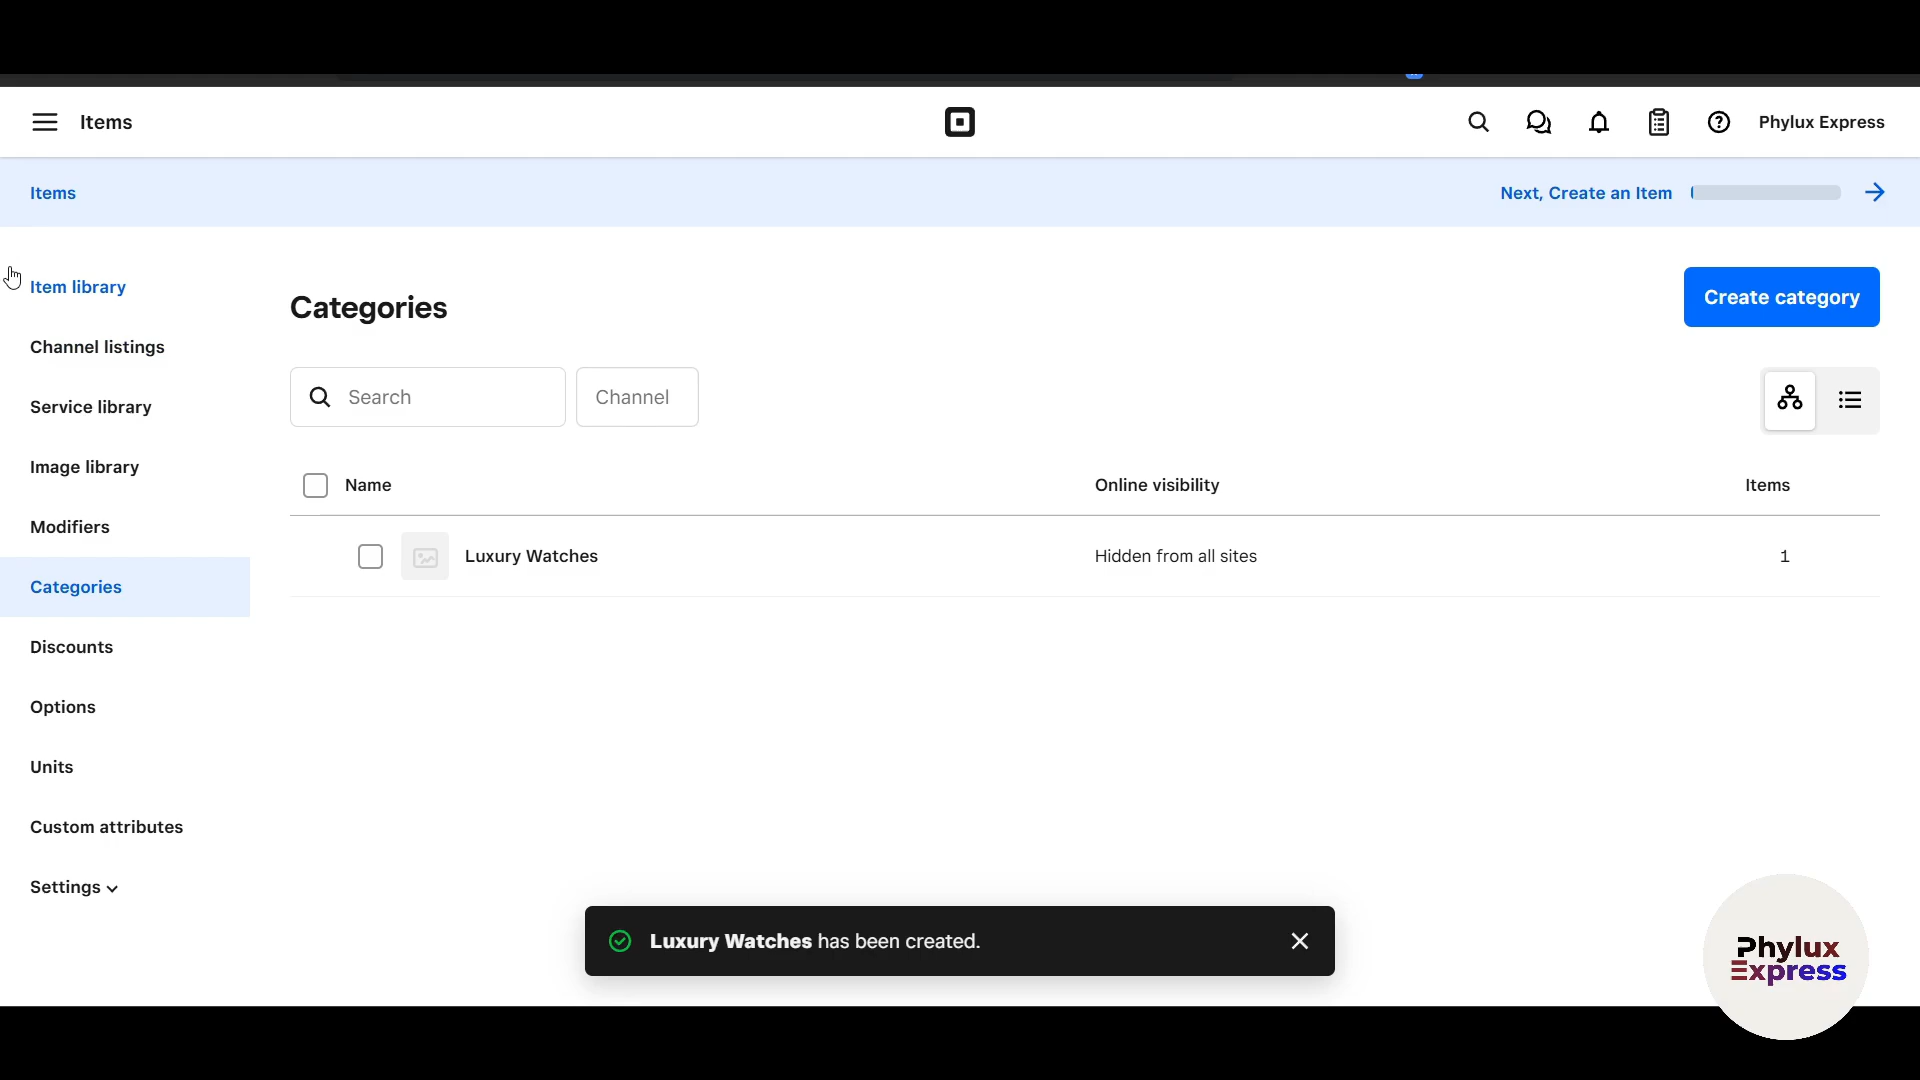 Items
Phylux Express
Items
Next, Create an Item
Item library
Channel listings
Service library
Image library
Modifiers
Categories
Discounts
Options
Units
Custom attributes
Settings
Categories
Create category
Search
Channel
Name Online visibility Items
Luxury Watches Hidden from all sites 1
Luxury Watches has been created.
Phylux
Express